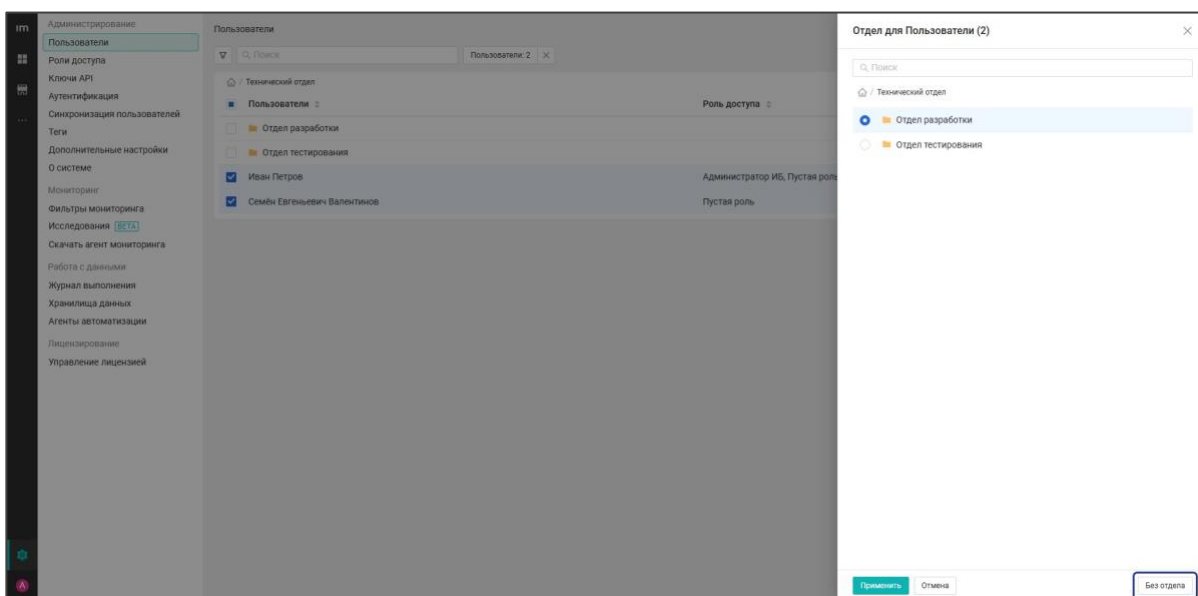 im
Администрирование
Пользователи
Роли доступа
Ключи API
Аутентификация
Синхронизация пользователей
Теги
Дополнительные настройки
О системе
Мониторинг
Фильтры мониторинга
Исследования BETA
Скачать агент мониторинга
Работа с данными
Журнал выполнения
Хранилища данных
Агенты автоматизации
Лицензирование
Управление лицензией
Пользователи
Поиск
Пользователи: 2
/ Технический отдел
Пользователи
Роль доступа
Отдел разработки
Отдел тестирования
Иван Петров
Администратор ИБ, Пустая роль
Семён Евгеньевич Валентинов
Пустая роль
Отдел для Пользователи (2)
Поиск
/ Технический отдел
Отдел разработки
Отдел тестирования
Применить
Отмена
Без отдела